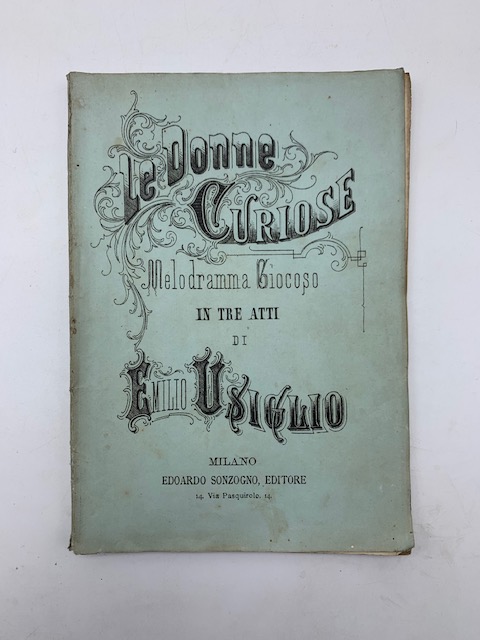 Le Donne
Curiose
Melodramma Giocoso
IN TRE ATTI
DI
Emilio Usiglio
MILANO
EDOARDO SONZOGNO, EDITORE
14. Via Pasquirolo. 14.